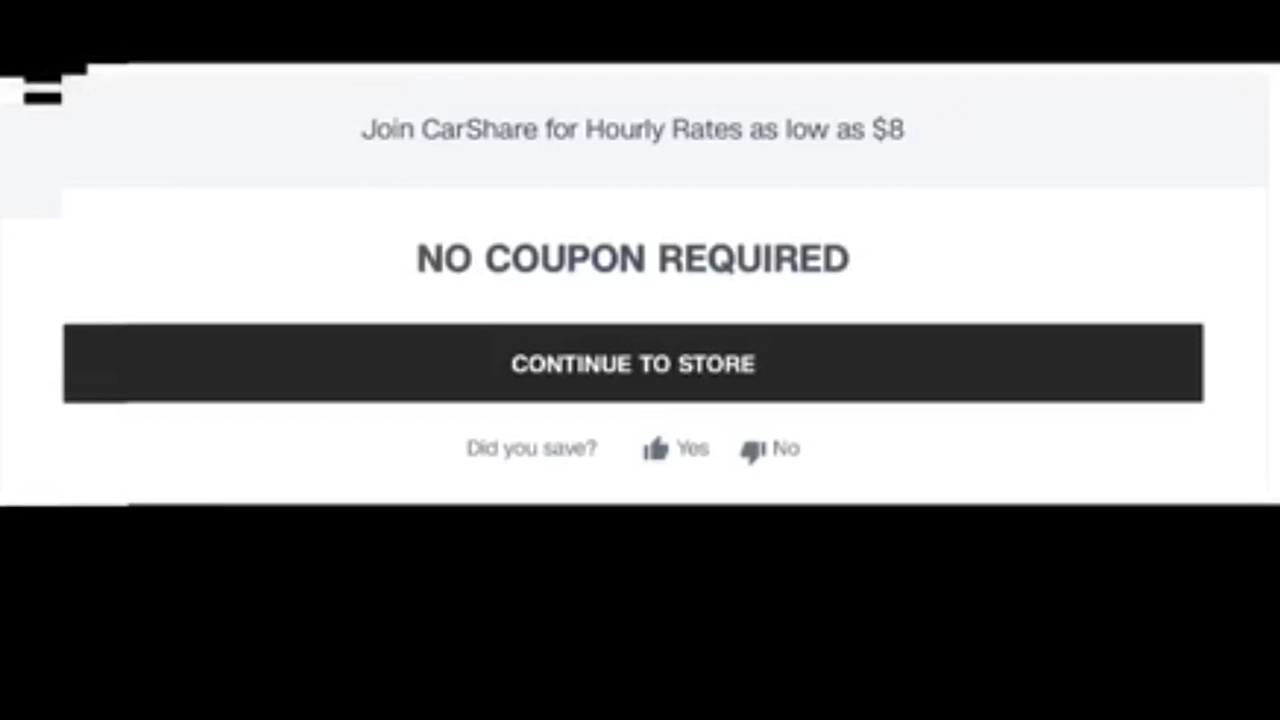 Join CarShare for Hourly Rates as low as $8
NO COUPON REQUIRED
CONTINUE TO STORE
Did you save? Yes No